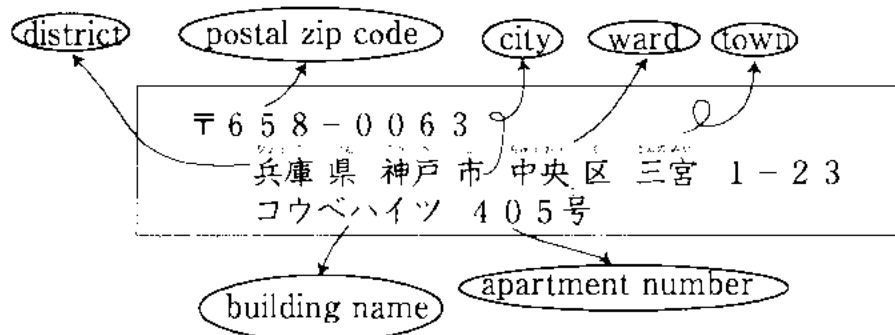 district postal zip code city ward town
〒658-0063
兵庫県 神戸市 中央区 三宮 1-23
コウベハイツ 405号
building name apartment number